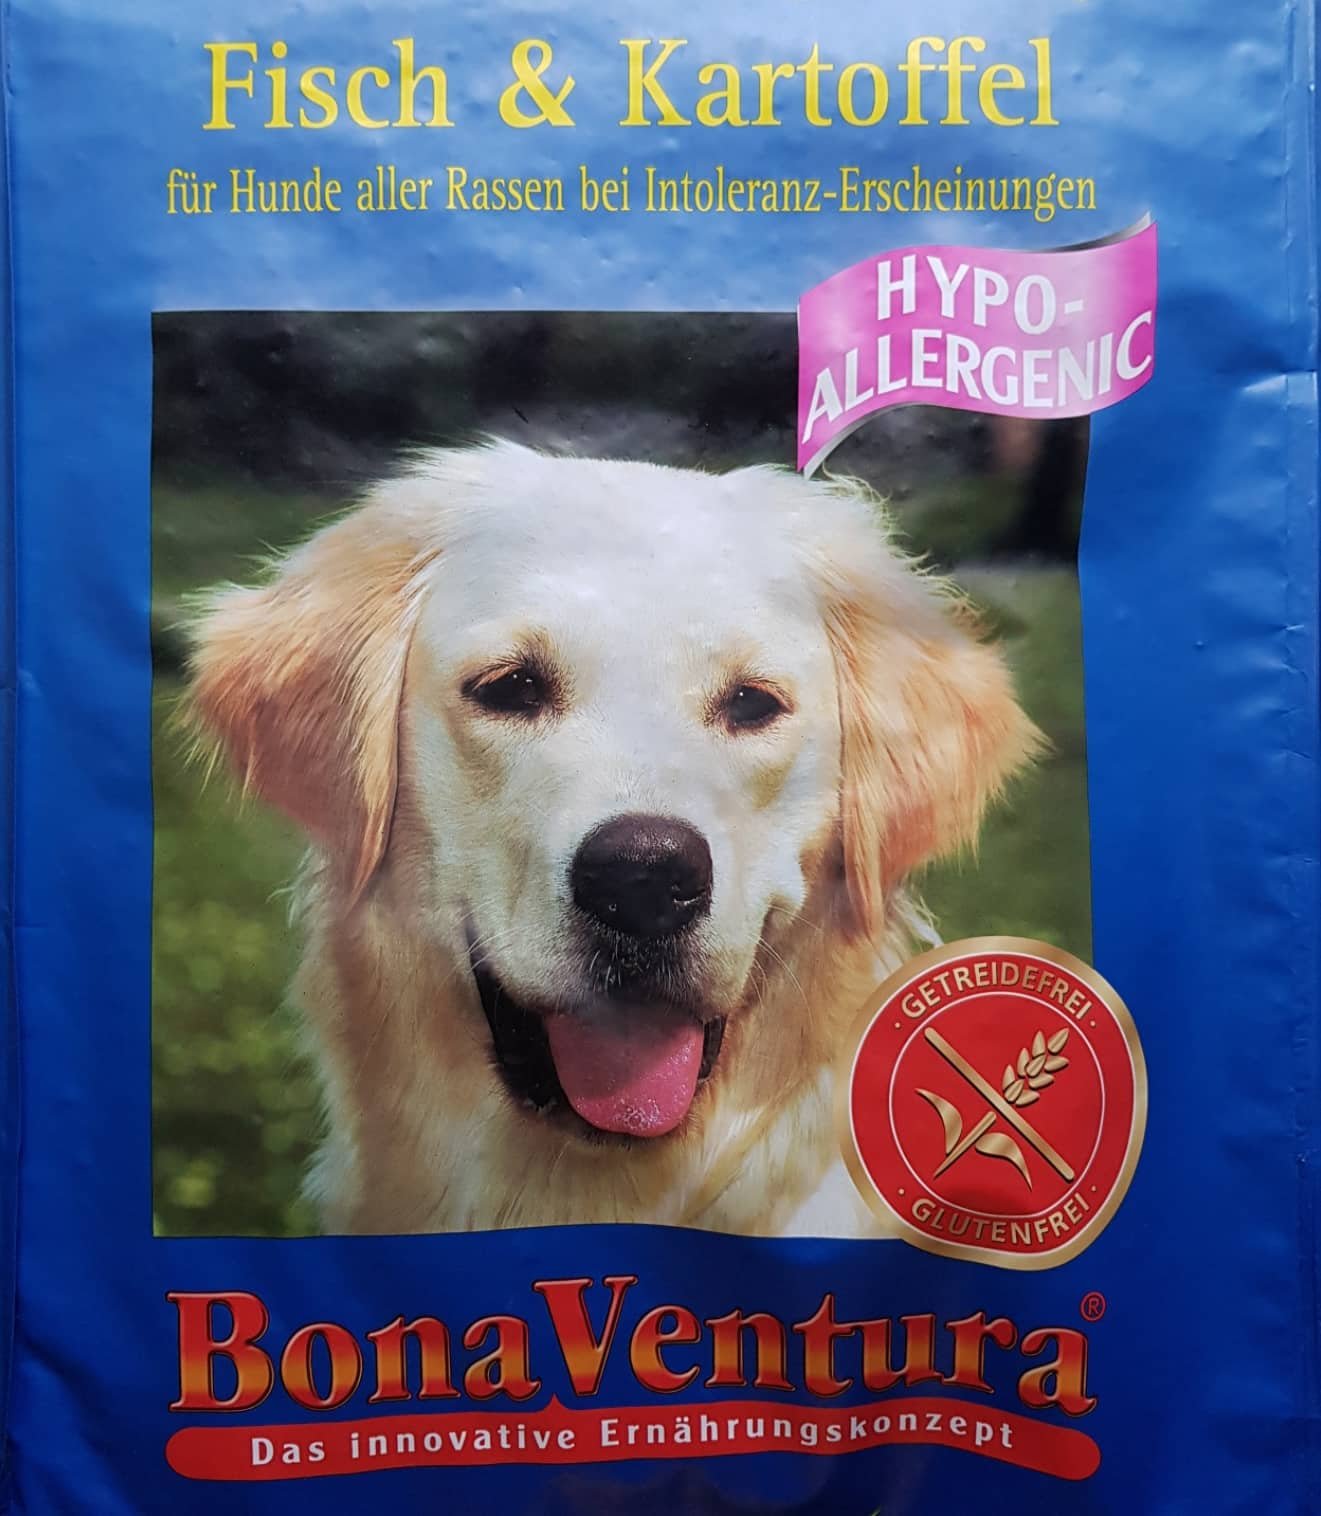 Fisch & Kartoffel
für Hunde aller Rassen bei Intoleranz-Erscheinungen
HYPO-
ALLERGENIC
· GETREIDEFREI ·
· GLUTENFREI ·
BonaVentura®
Das innovative Ernährungskonzept